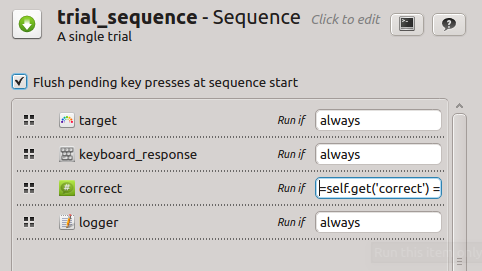 trial_sequence - Sequence Click to edit
A single trial
Flush pending key presses at sequence start
target Run if always
keyboard_response Run if always
correct Run if =self.get('correct') =
logger Run if always